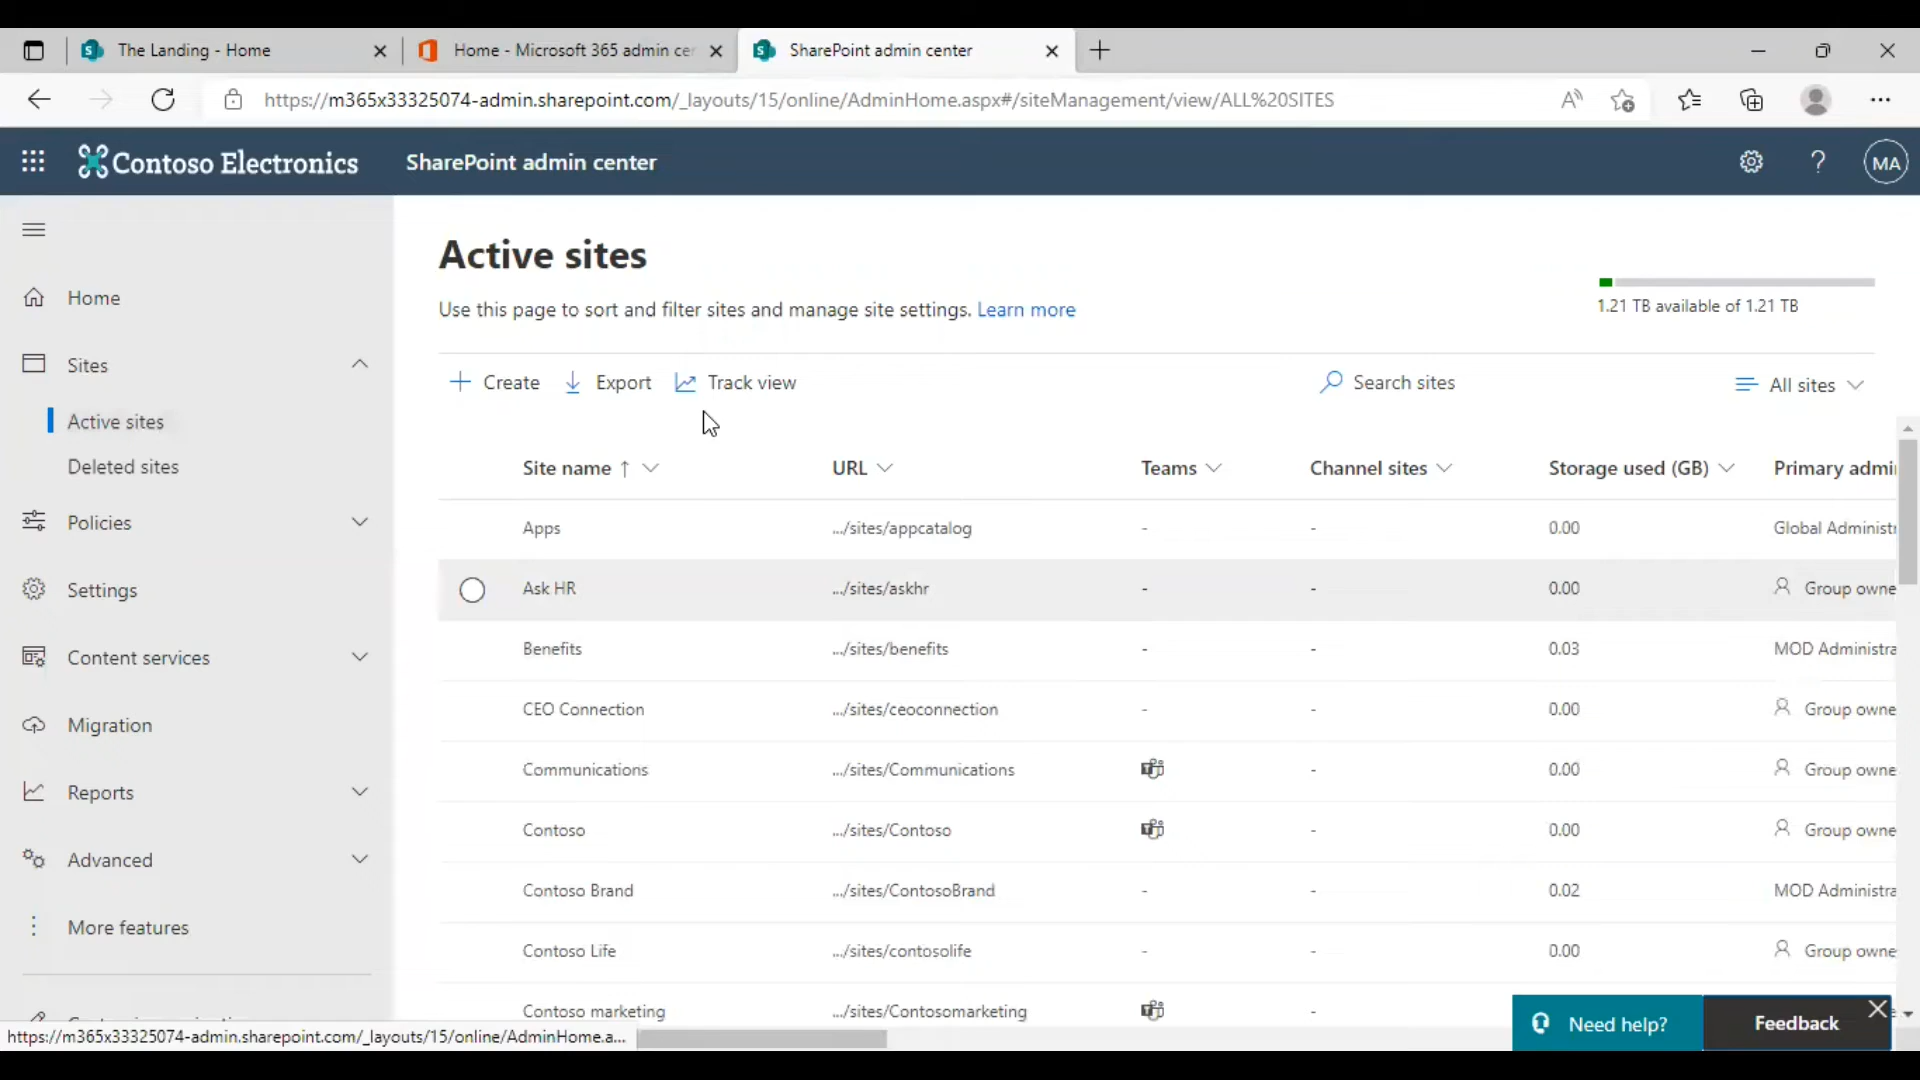 The Landing - Home
Home - Microsoft 365 admin cer
SharePoint admin center
https://m365x33325074-admin.sharepoint.com/_layouts/15/online/AdminHome.aspx#/siteManagement/view/ALL%20SITES
Contoso Electronics
SharePoint admin center
MA
Home
Sites
Active sites
Deleted sites
Policies
Settings
Content services
Migration
Reports
Advanced
More features
Active sites
Use this page to sort and filter sites and manage site settings. Learn more
1.21 TB available of 1.21 TB
Create Export Track view Search sites All sites
Site name ↑ URL Teams Channel sites Storage used (GB) Primary admi
Apps .../sites/appcatalog - - 0.00 Global Administr
Ask HR .../sites/askhr - - 0.00 Group owne
Benefits .../sites/benefits - - 0.03 MOD Administra
CEO Connection .../sites/ceoconnection - - 0.00 Group owne
Communications .../sites/Communications - 0.00 Group owne
Contoso .../sites/Contoso - 0.00 Group owne
Contoso Brand .../sites/ContosoBrand - - 0.02 MOD Administra
Contoso Life .../sites/contosolife - - 0.00 Group owne
Contoso marketing .../sites/Contosomarketing -
Need help?
Feedback
https://m365x33325074-admin.sharepoint.com/_layouts/15/online/AdminHome.a...